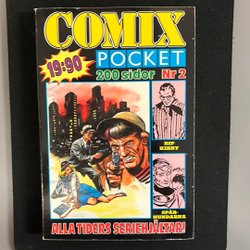 COMIX
19:90
POCKET
200 sidor Nr 2
RIP
KIRBY
SPÅR-
HUNDARNA
ALLA TIDERS SERIEHJÄLTAR!